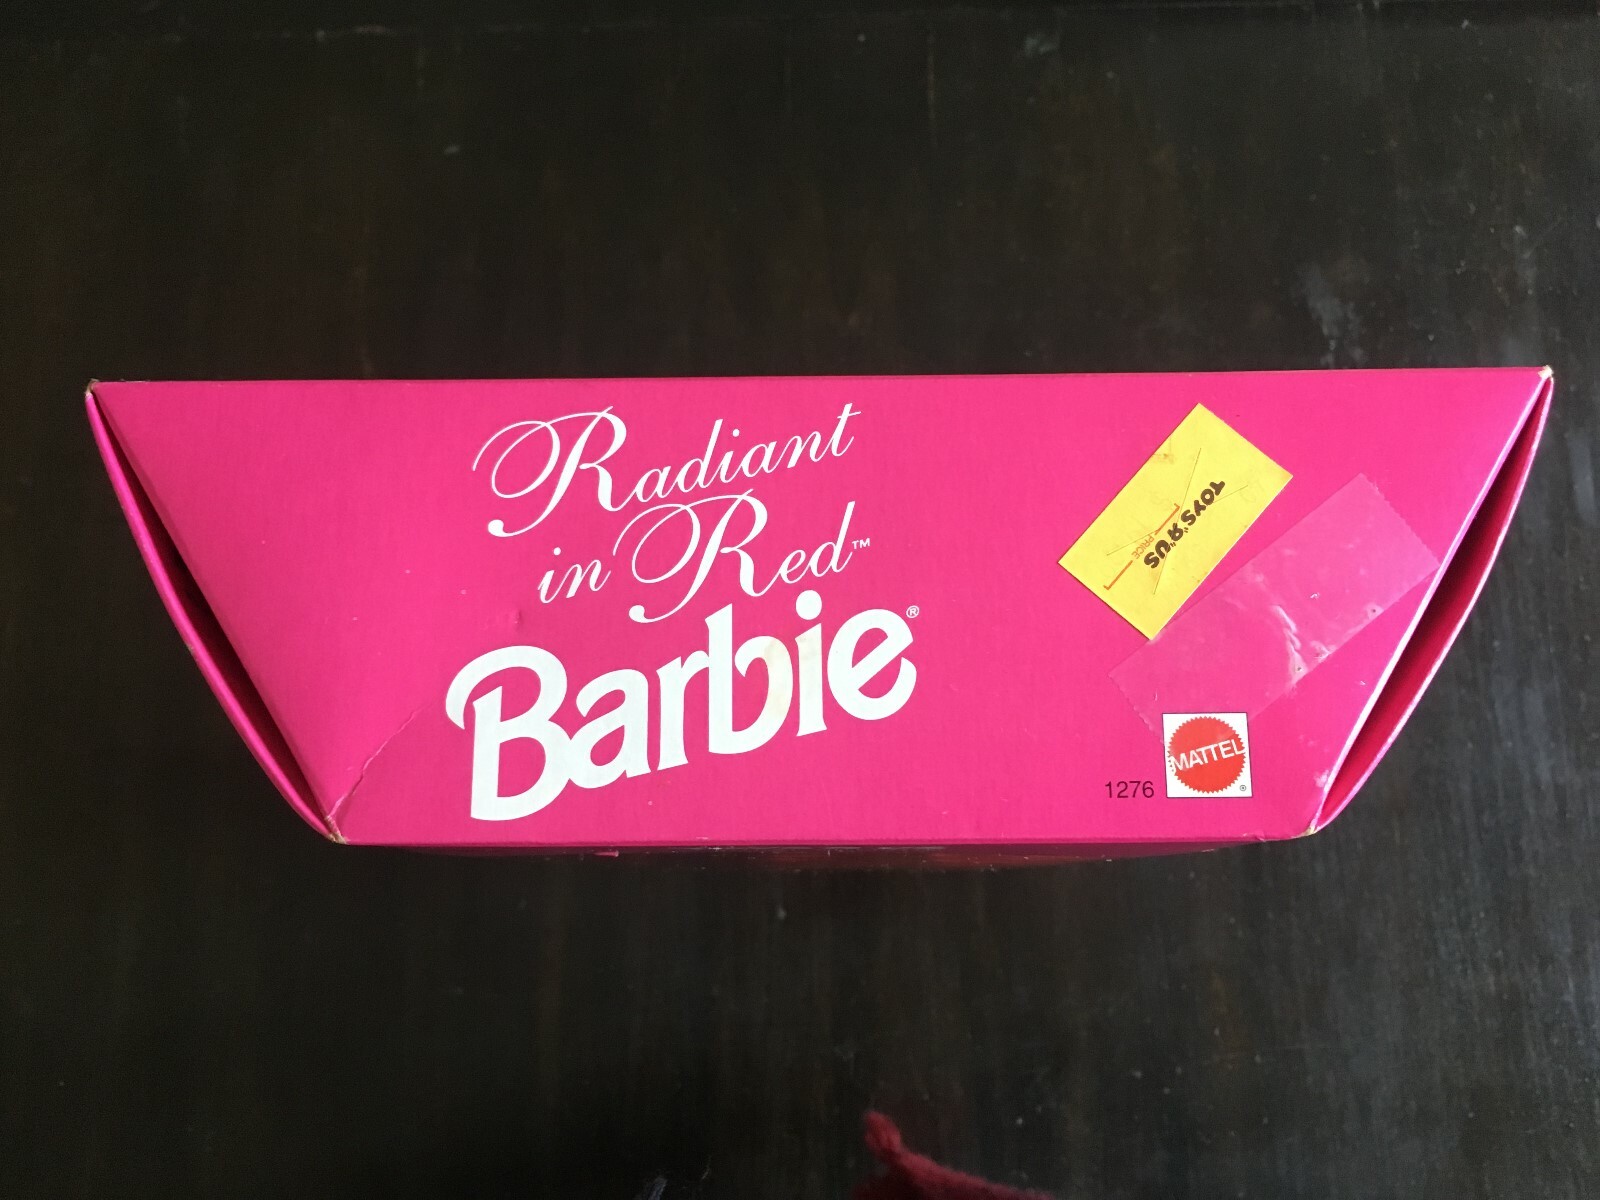 Radiant
in Red™
Barbie®
TOYS "Я" US
PRICE
1276
MATTEL
®